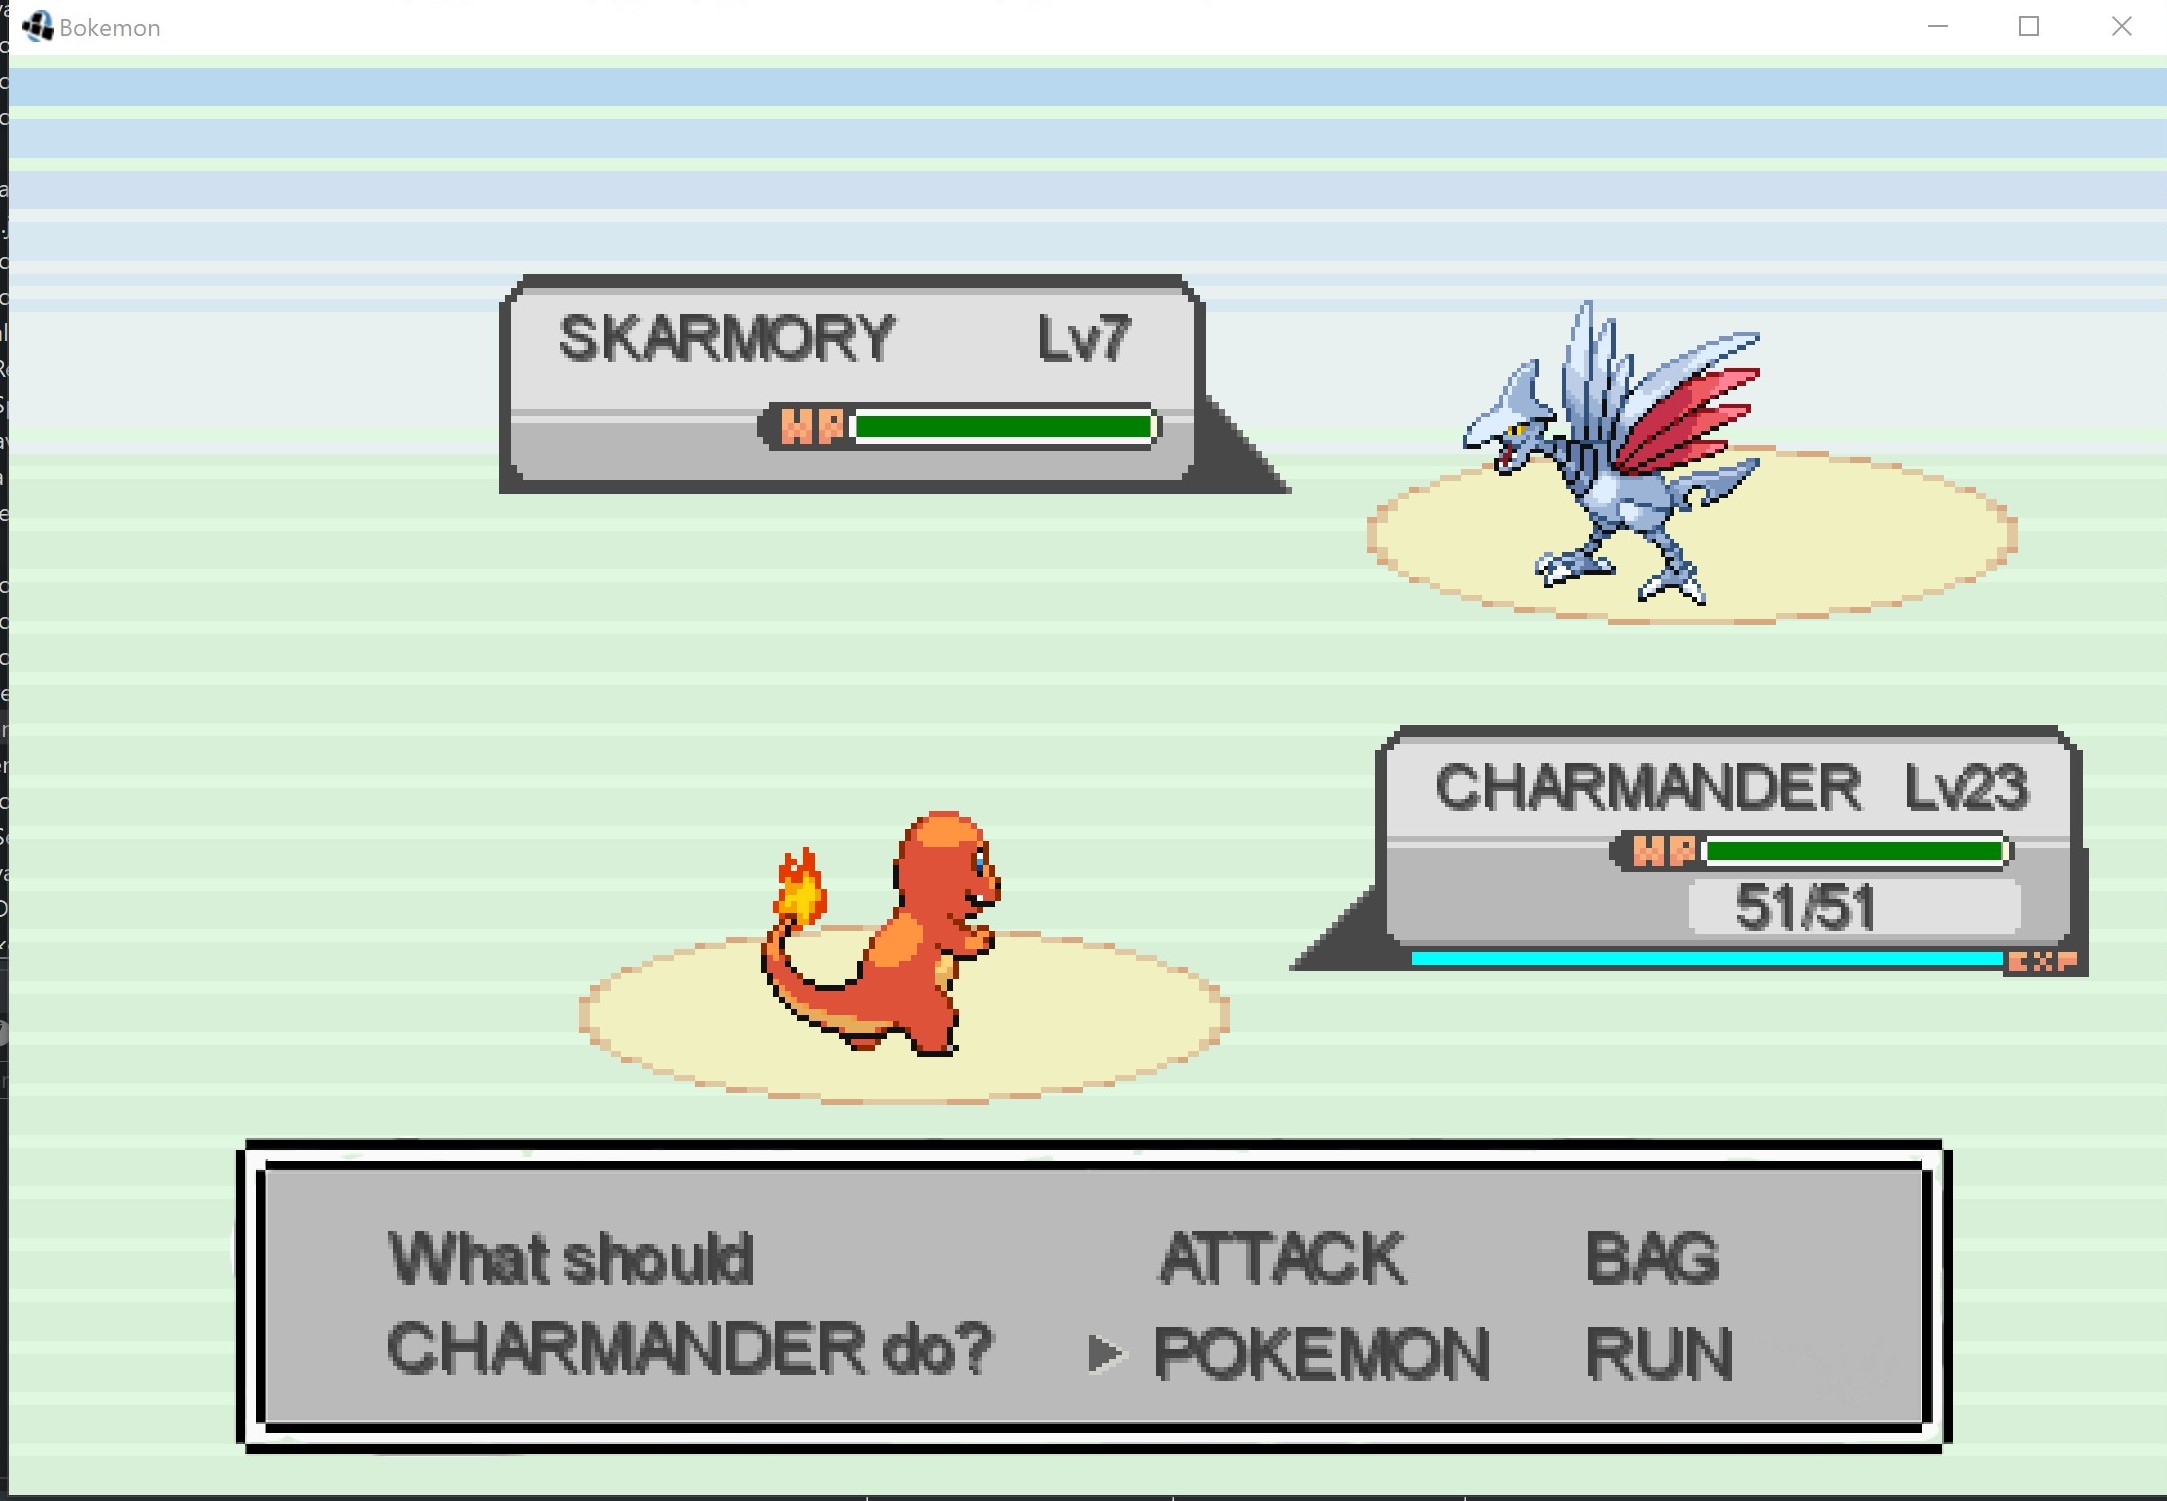 Bokemon
SKARMORY Lv7
HP
CHARMANDER Lv23
HP
51/51
EXP
What should
CHARMANDER do?
ATTACK BAG
POKEMON RUN